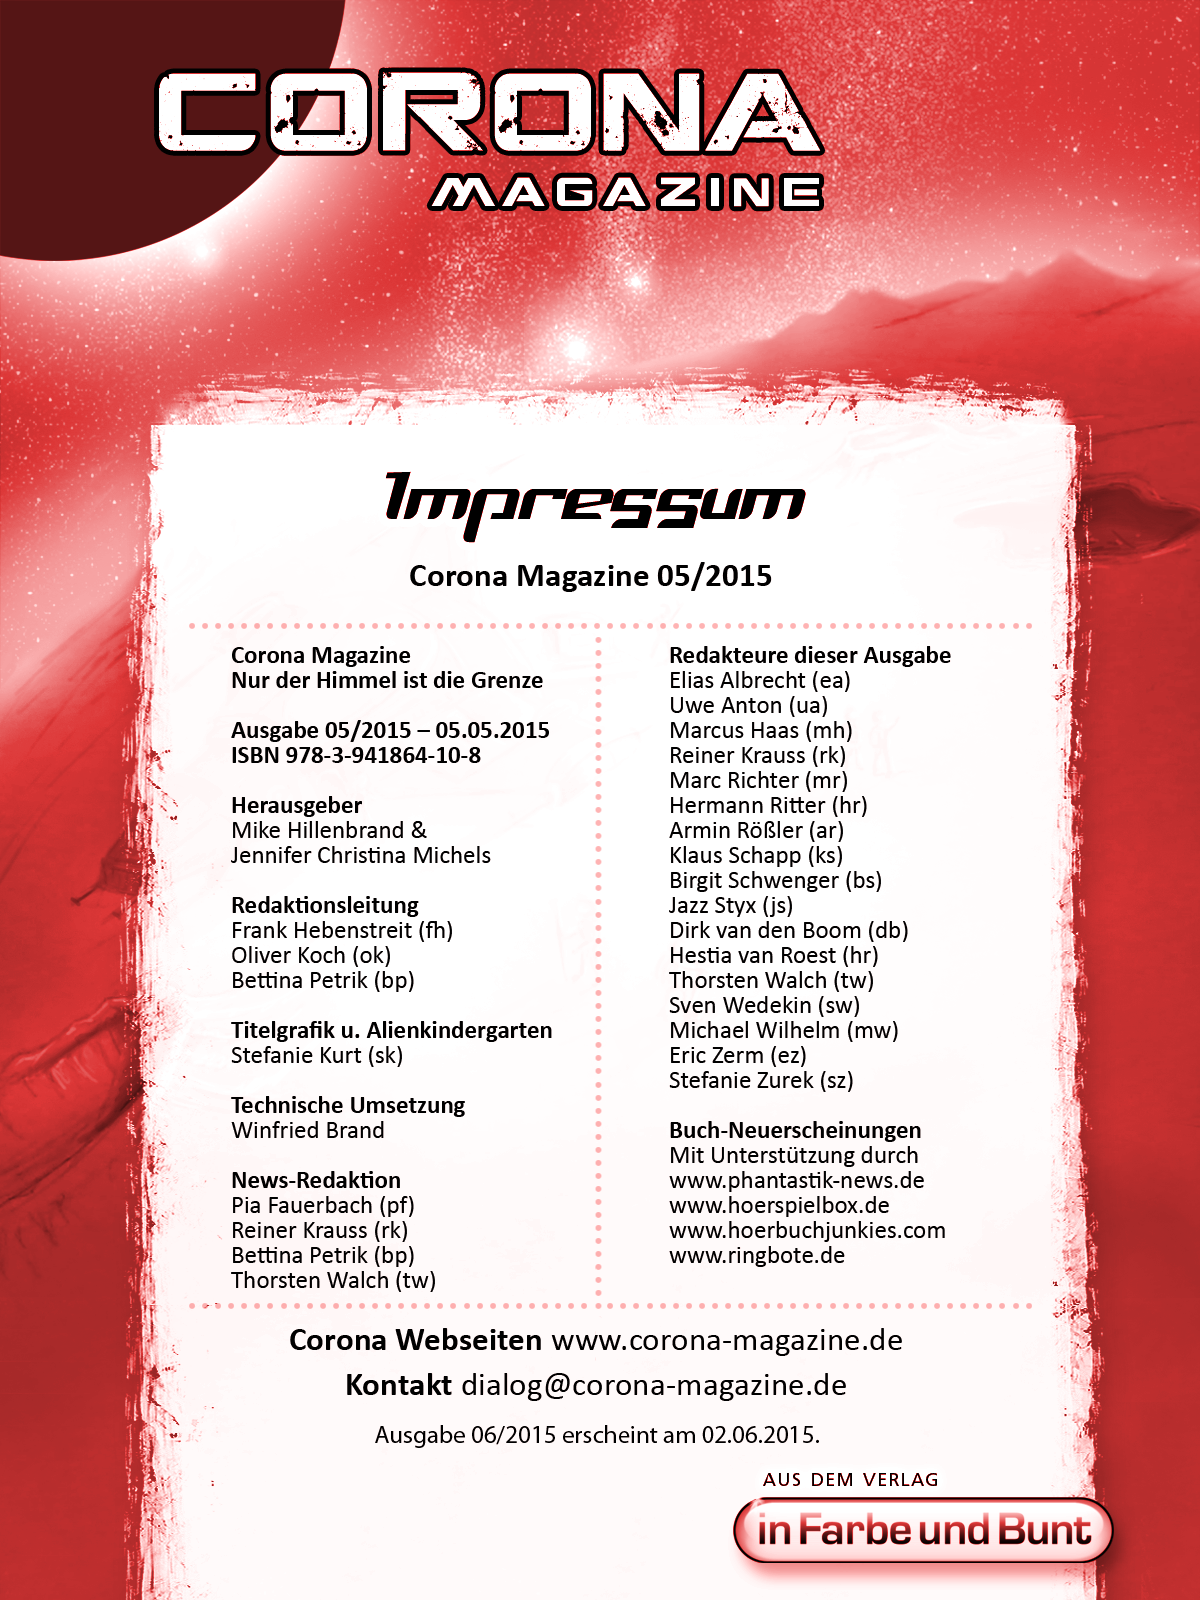 CORONA
MAGAZINE
Impressum
Corona Magazine 05/2015
Corona Magazine
Nur der Himmel ist die Grenze
Ausgabe 05/2015 – 05.05.2015
ISBN 978-3-941864-10-8
Herausgeber
Mike Hillenbrand &
Jennifer Christina Michels
Redaktionsleitung
Frank Hebenstreit (fh)
Oliver Koch (ok)
Bettina Petrik (bp)
Titelgrafik u. Alienkindergarten
Stefanie Kurt (sk)
Technische Umsetzung
Winfried Brand
News-Redaktion
Pia Fauerbach (pf)
Reiner Krauss (rk)
Bettina Petrik (bp)
Thorsten Walch (tw)
Redakteure dieser Ausgabe
Elias Albrecht (ea)
Uwe Anton (ua)
Marcus Haas (mh)
Reiner Krauss (rk)
Marc Richter (mr)
Hermann Ritter (hr)
Armin Rößler (ar)
Klaus Schapp (ks)
Birgit Schwenger (bs)
Jazz Styx (js)
Dirk van den Boom (db)
Hestia van Roest (hr)
Thorsten Walch (tw)
Sven Wedekin (sw)
Michael Wilhelm (mw)
Eric Zerm (ez)
Stefanie Zurek (sz)
Buch-Neuerscheinungen
Mit Unterstützung durch
www.phantastik-news.de
www.hoerspielbox.de
www.hoerbuchjunkies.com
www.ringbote.de
Corona Webseiten www.corona-magazine.de
Kontakt dialog@corona-magazine.de
Ausgabe 06/2015 erscheint am 02.06.2015.
AUS DEM VERLAG
in Farbe und Bunt